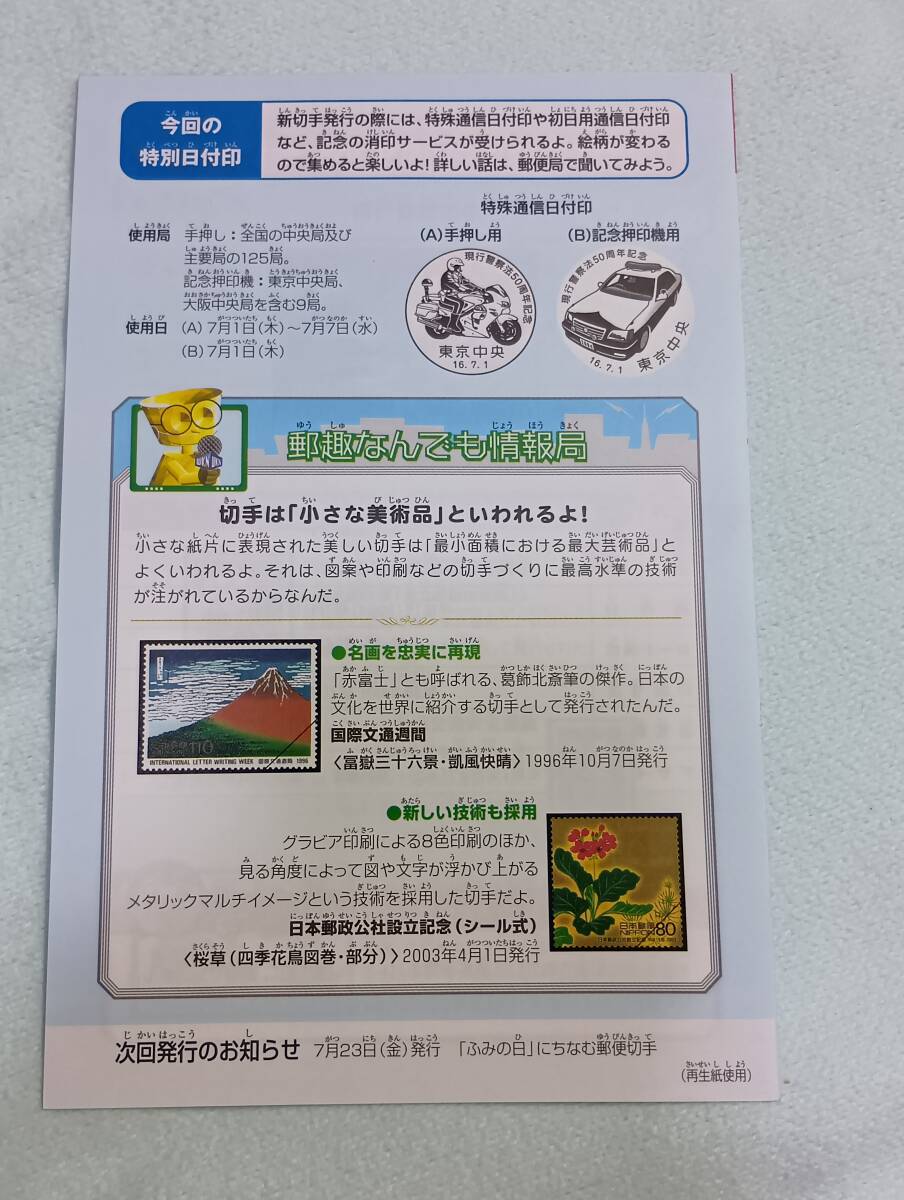 今回の
特別日付印
新切手発行の際には、特殊通信日付印や初日用通信日付印
など、記念の消印サービスが受けられるよ。絵柄が変わる
ので集めると楽しいよ!詳しい話は、郵便局で聞いてみよう。
特殊通信日付印
使用局 手押し：全国の中央局及び
主要局の125局。
記念押印機：東京中央局、
大阪中央局を含む9局。
使用日 (A) 7月1日(木)～7月7日(水)
(B) 7月1日(木)
(A)手押し用
(B)記念押印機用
現行警察法50周年記念
東京中央
16.7.1
現行警察法50周年記念
16.7.1
東京中央
郵趣なんでも情報局
切手は「小さな美術品」といわれるよ!
小さな紙片に表現された美しい切手は「最小面積における最大芸術品」と
よくいわれるよ。それは、図案や印刷などの切手づくりに最高水準の技術
が注がれているからなんだ。
●名画を忠実に再現
「赤富士」とも呼ばれる、葛飾北斎筆の傑作。日本の
文化を世界に紹介する切手として発行されたんだ。
国際文通週間
〈冨嶽三十六景・凱風快晴〉1996年10月7日発行
110
INTERNATIONAL LETTER WRITING WEEK 国際文通週間 1996
●新しい技術も採用
グラビア印刷による8色印刷のほか、
見る角度によって図や文字が浮かび上がる
メタリックマルチイメージという技術を採用した切手だよ。
日本郵政公社設立記念(シール式)
〈桜草(四季花鳥図巻・部分)〉2003年4月1日発行
日本郵便
NIPPON 80
次回発行のお知らせ 7月23日(金)発行 「ふみの日」にちなむ郵便切手
(再生紙使用)